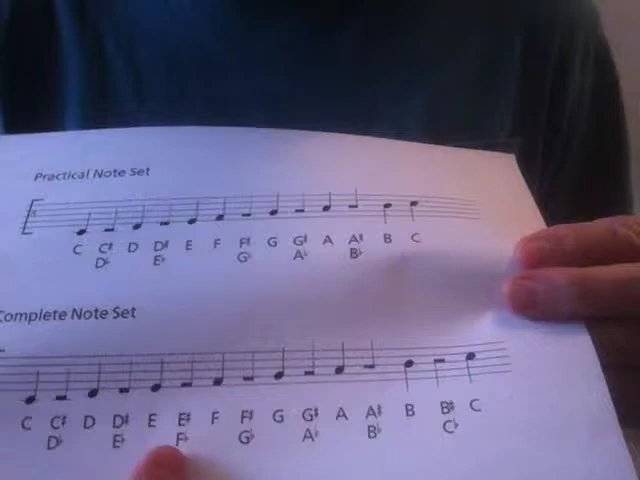 Practical Note Set
C C♯ D D♯ E F F♯ G G♯ A A♯ B C
D♭ E♭ G♭ A♭ B♭
Complete Note Set
C C♯ D D♯ E E♯ F F♯ G G♯ A A♯ B B♯ C
D♭ E♭ F♭ G♭ A♭ B♭ C♭